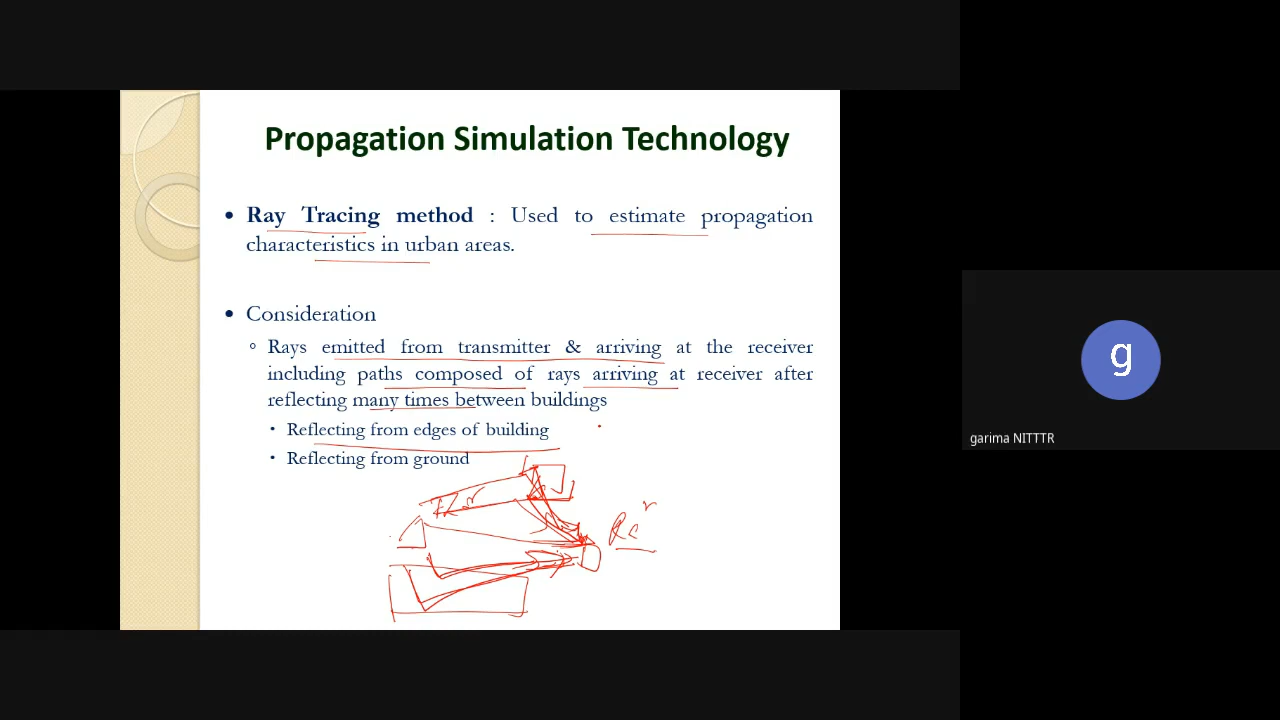 Propagation Simulation Technology
• Ray Tracing method : Used to estimate propagation
characteristics in urban areas.
• Consideration
◦ Rays emitted from transmitter & arriving at the receiver
including paths composed of rays arriving at receiver after
reflecting many times between buildings
• Reflecting from edges of building
• Reflecting from ground
g
garima NITTTR